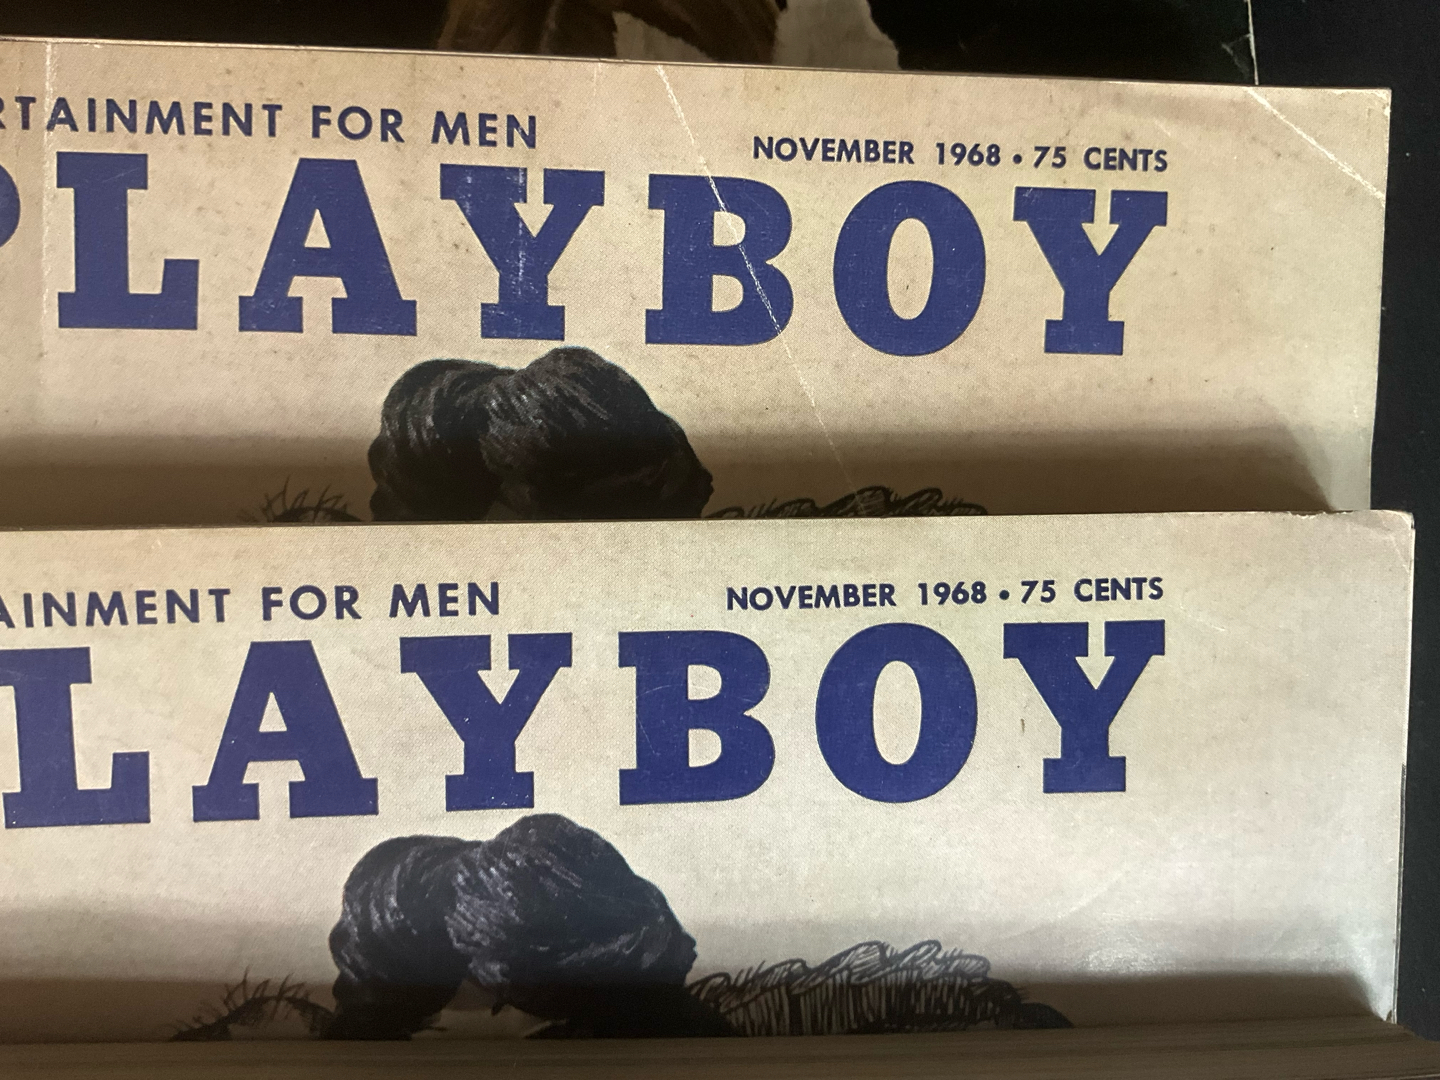 RTAINMENT FOR MEN
NOVEMBER 1968 • 75 CENTS
PLAYBOY
AINMENT FOR MEN
NOVEMBER 1968 • 75 CENTS
LAYBOY